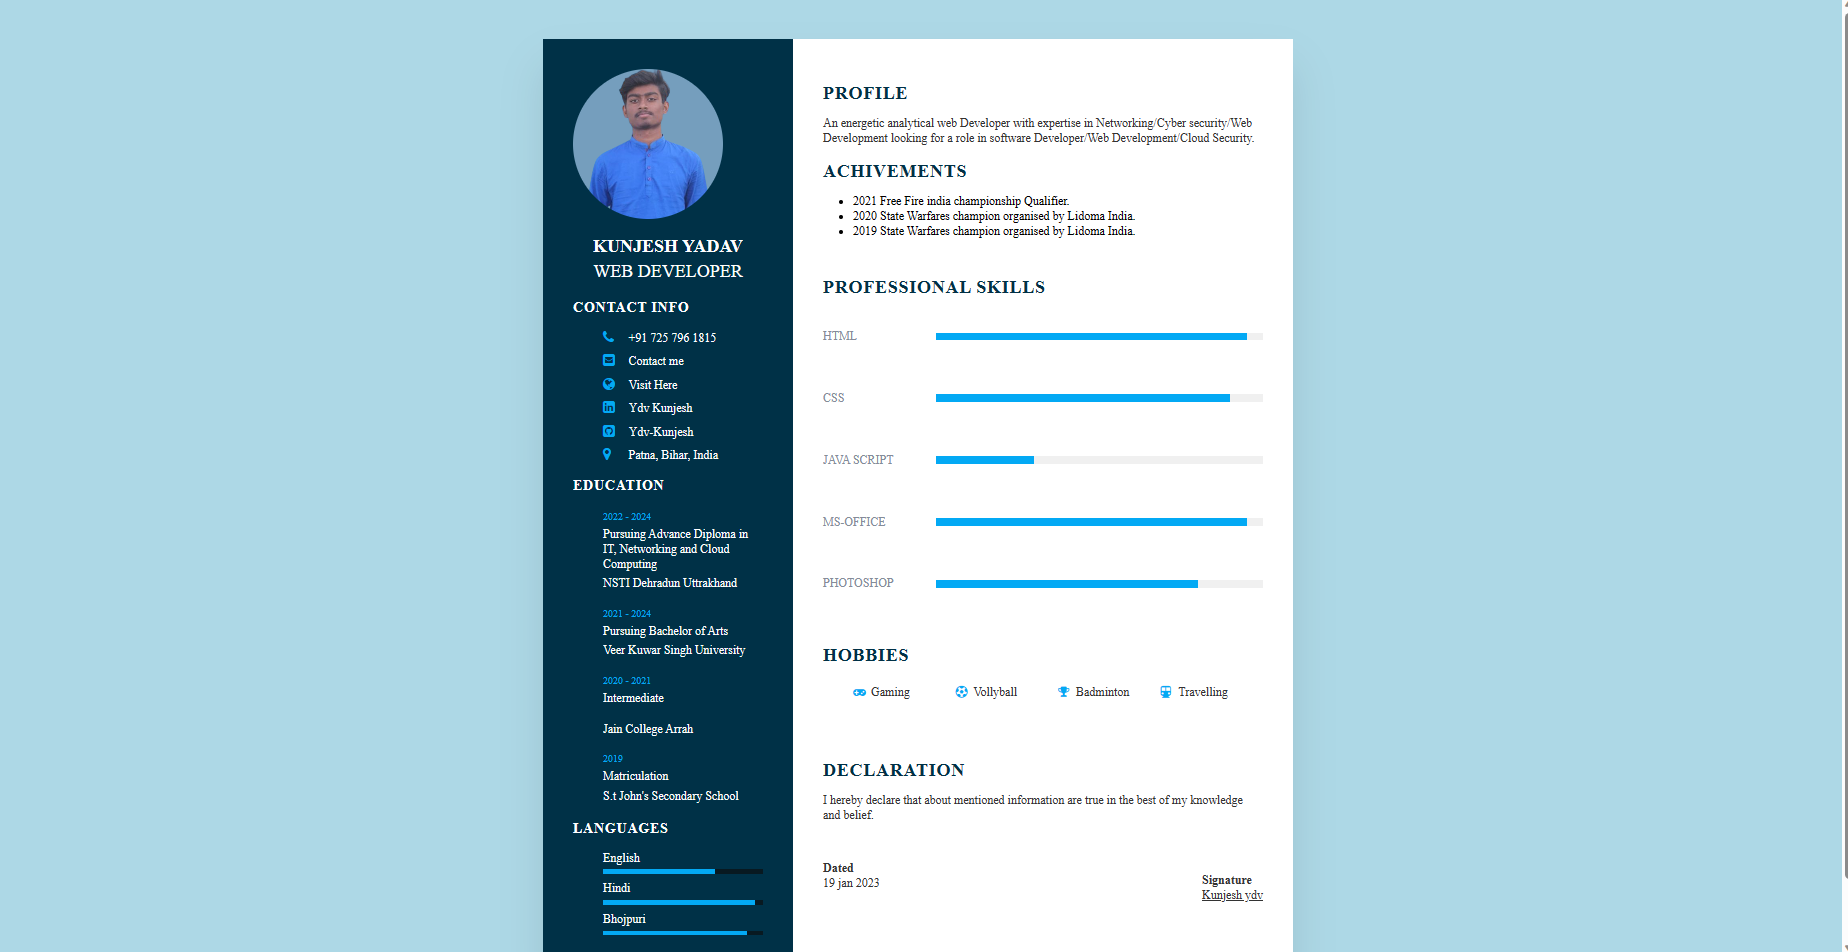 KUNJESH YADAV
WEB DEVELOPER
CONTACT INFO
+91 725 796 1815
Contact me
Visit Here
Ydv Kunjesh
Ydv-Kunjesh
Patna, Bihar, India
EDUCATION
2022 - 2024
Pursuing Advance Diploma in
IT, Networking and Cloud
Computing
NSTI Dehradun Uttrakhand
2021 - 2024
Pursuing Bachelor of Arts
Veer Kuwar Singh University
2020 - 2021
Intermediate
Jain College Arrah
2019
Matriculation
S.t John's Secondary School
LANGUAGES
English
Hindi
Bhojpuri
PROFILE
An energetic analytical web Developer with expertise in Networking/Cyber security/Web
Development looking for a role in software Developer/Web Development/Cloud Security.
ACHIVEMENTS
• 2021 Free Fire india championship Qualifier.
• 2020 State Warfares champion organised by Lidoma India.
• 2019 State Warfares champion organised by Lidoma India.
PROFESSIONAL SKILLS
HTML
CSS
JAVA SCRIPT
MS-OFFICE
PHOTOSHOP
HOBBIES
Gaming Vollyball Badminton Travelling
DECLARATION
I hereby declare that about mentioned information are true in the best of my knowledge
and belief.
Dated
19 jan 2023
Signature
Kunjesh ydv